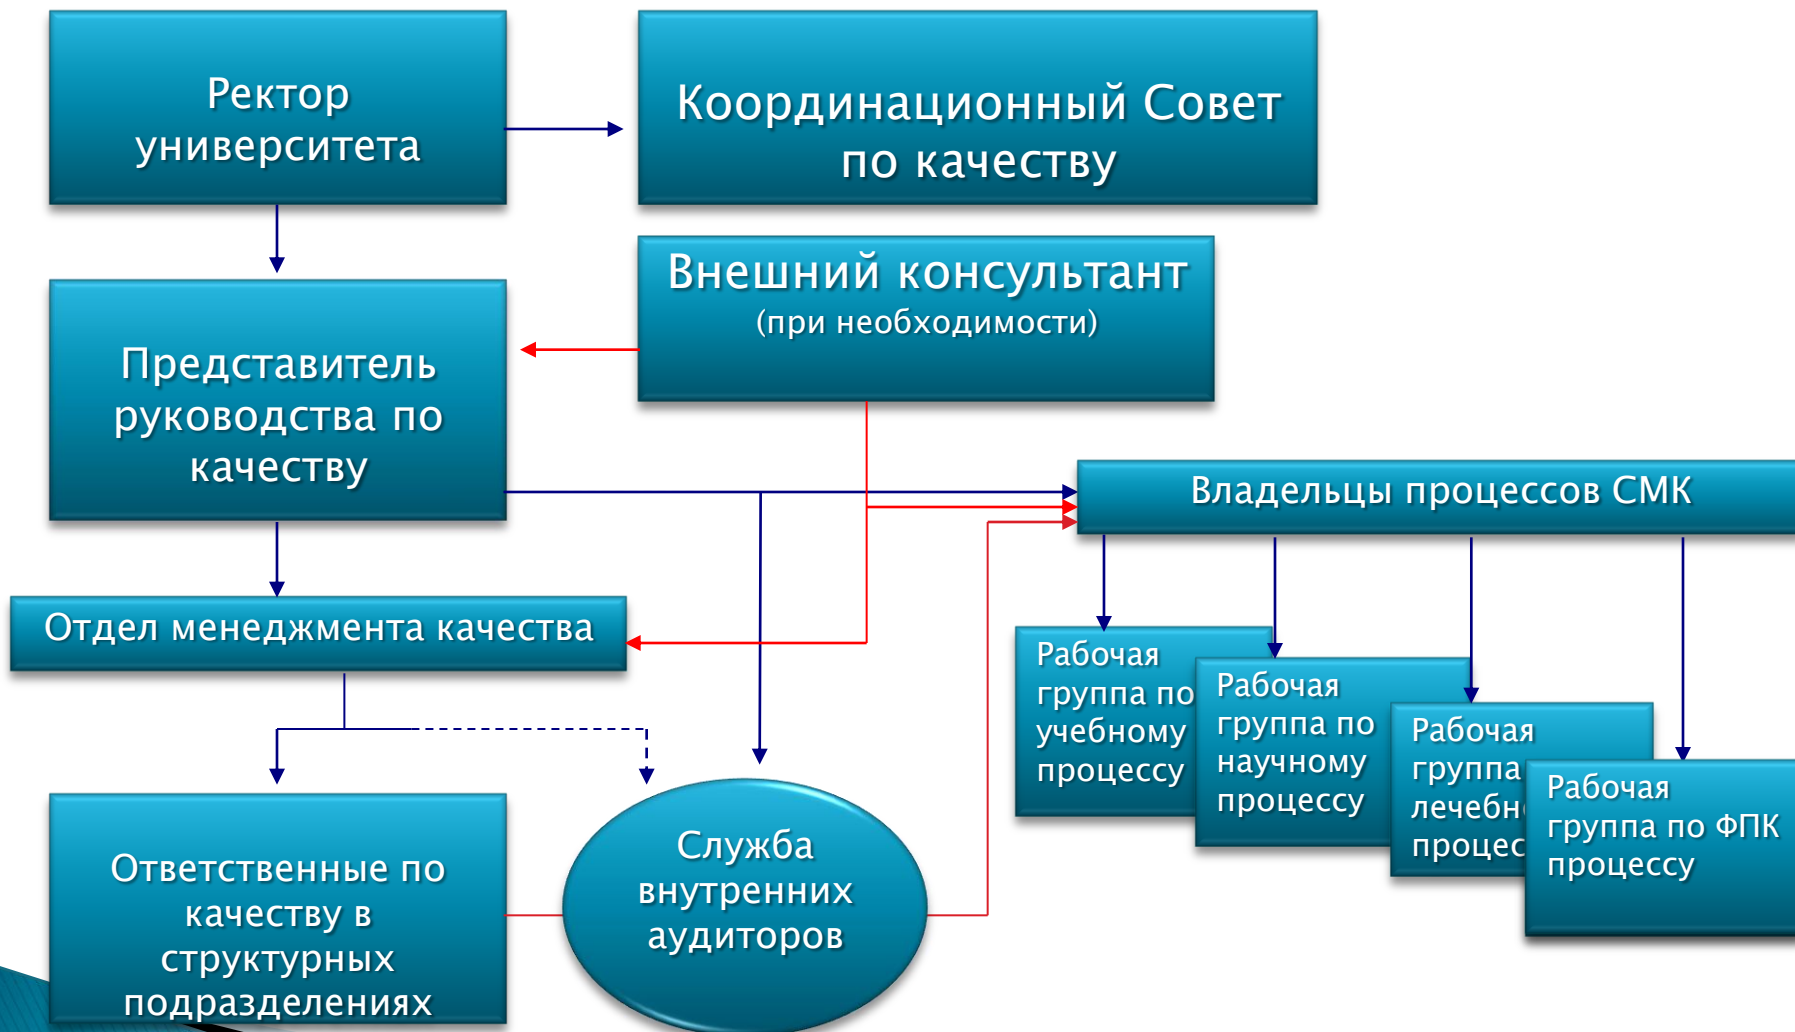 Ректор
университета
Координационный Совет
по качеству
Внешний консультант
(при необходимости)
Представитель
руководства по
качеству
Владельцы процессов СМК
Отдел менеджмента качества
Рабочая
группа по
учебному
процессу
Рабочая
группа по
научному
процессу
Рабочая
группа
лечебн
процес
Рабочая
группа по ФПК
процессу
Ответственные по
качеству в
структурных
подразделениях
Служба
внутренних
аудиторов